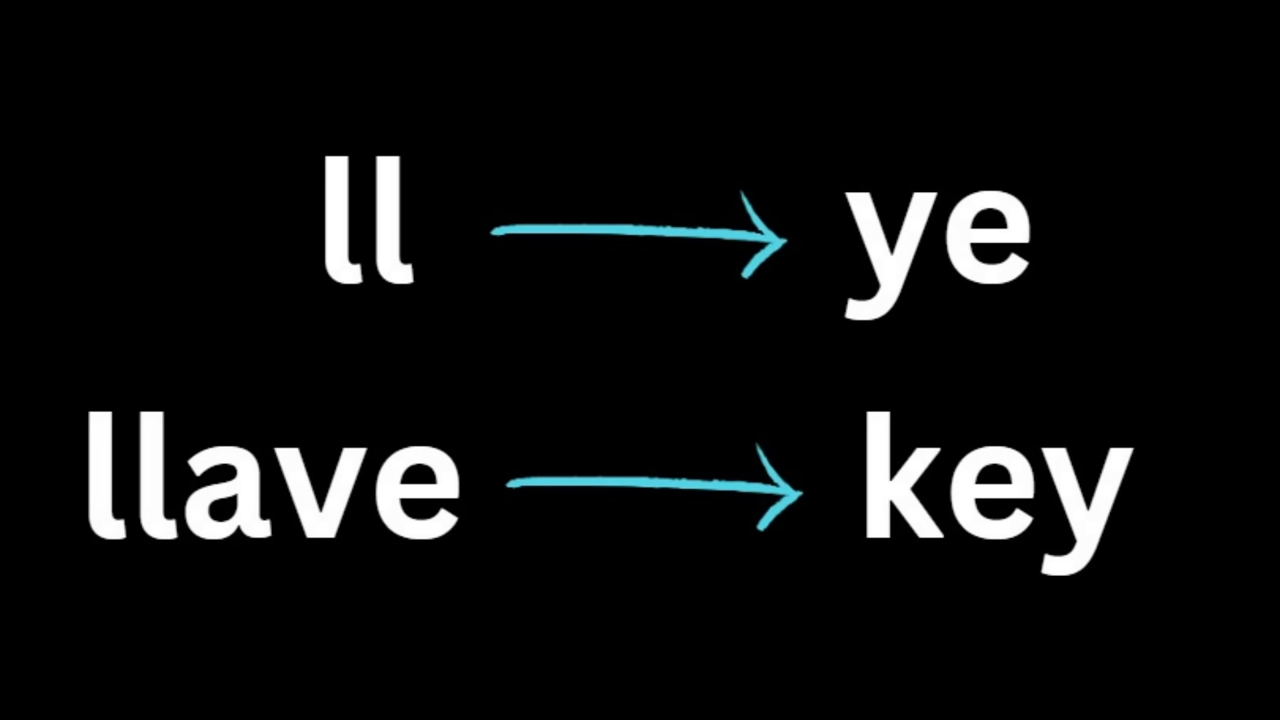 ll → ye
llave → key